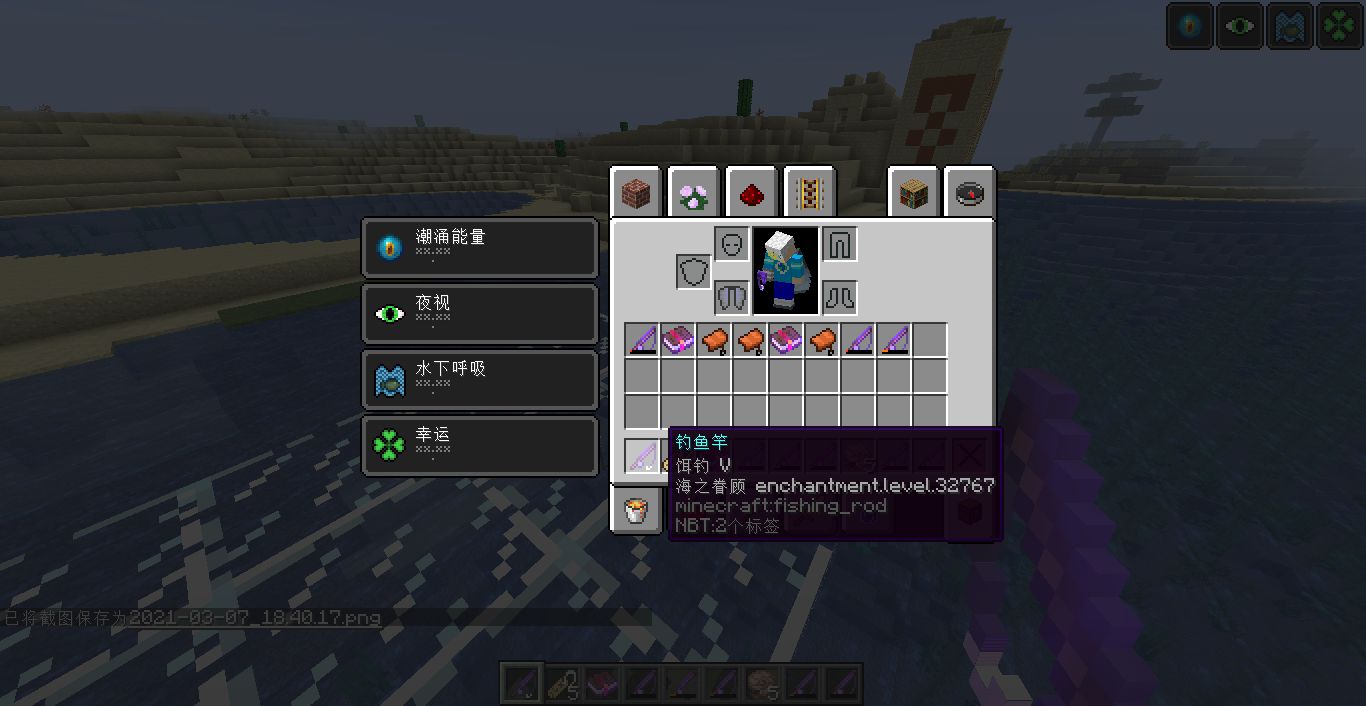 潮涌能量
**.**
夜视
**.**
水下呼吸
**.**
幸运
**.**
钓鱼竿
饵钓 V
海之眷顾 enchantment.level.32767
minecraft:fishing_rod
NBT:2个标签
已将截图保存为2021-03-07_18.40.17.png
5
5